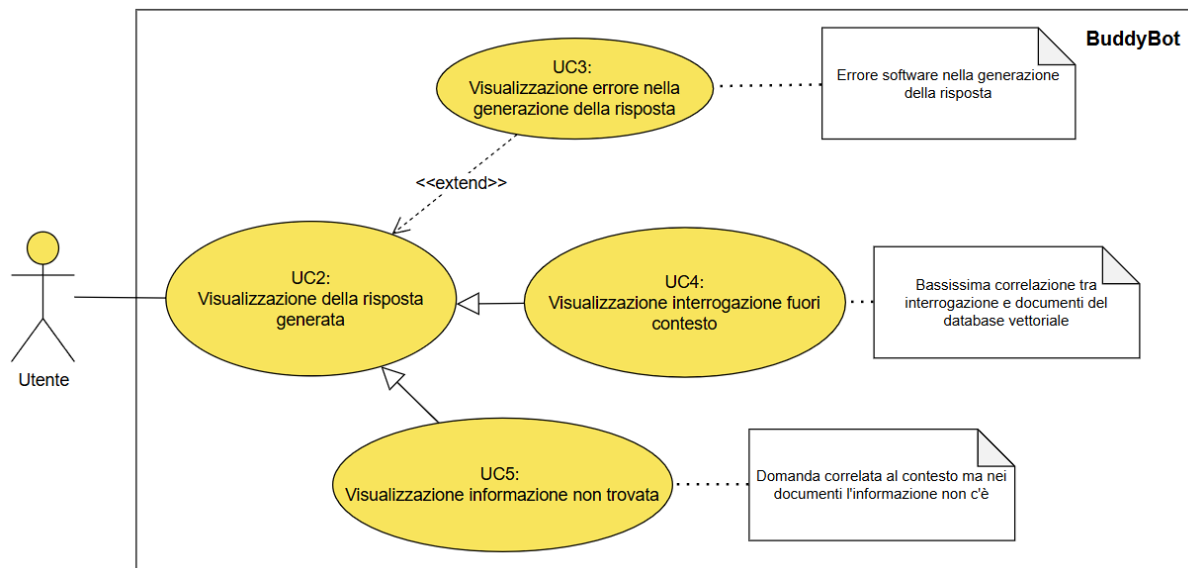 BuddyBot
UC3:
Visualizzazione errore nella
generazione della risposta
Errore software nella generazione
della risposta
<<extend>>
UC2:
Visualizzazione della risposta
generata
UC4:
Visualizzazione interrogazione fuori
contesto
Bassissima correlazione tra
interrogazione e documenti del
database vettoriale
Utente
UC5:
Visualizzazione informazione non trovata
Domanda correlata al contesto ma nei
documenti l'informazione non c'è